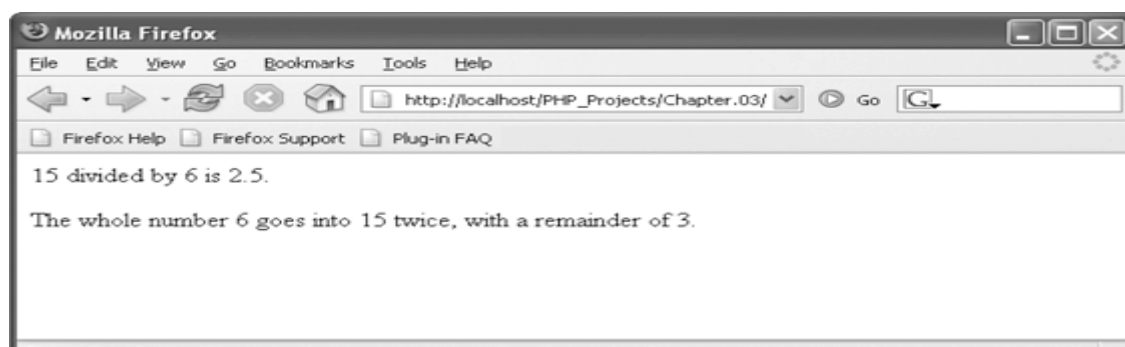 Mozilla Firefox
File Edit View Go Bookmarks Tools Help
http://localhost/PHP_Projects/Chapter.03/ Go G
Firefox Help Firefox Support Plug-in FAQ
15 divided by 6 is 2.5.
The whole number 6 goes into 15 twice, with a remainder of 3.